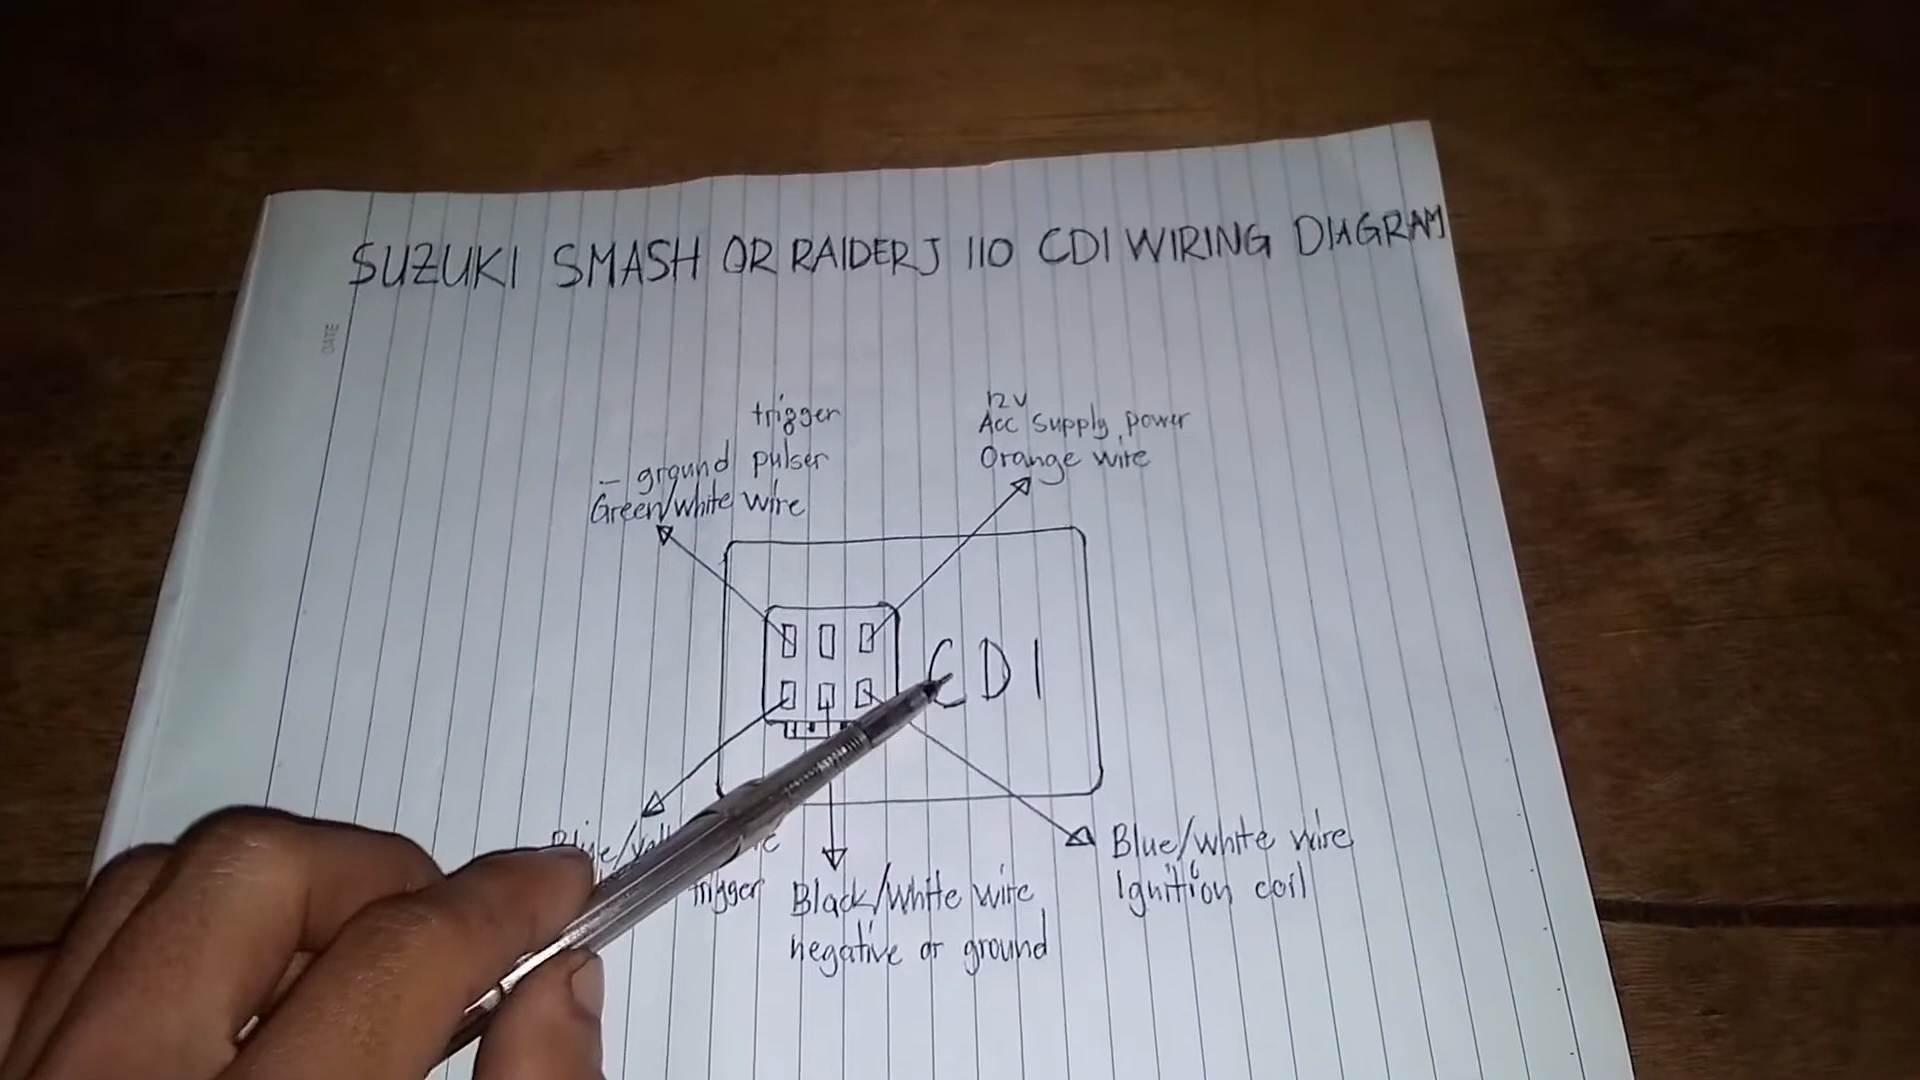 SUZUKI SMASH OR RAIDER J 110 CDI WIRING DIAGRAM
DATE
trigger
– ground pulser
Green/white wire
12V
Acc supply power
Orange wire
CDI
trigger
Black/white wire
negative or ground
Blue/white wire
Ignition coil